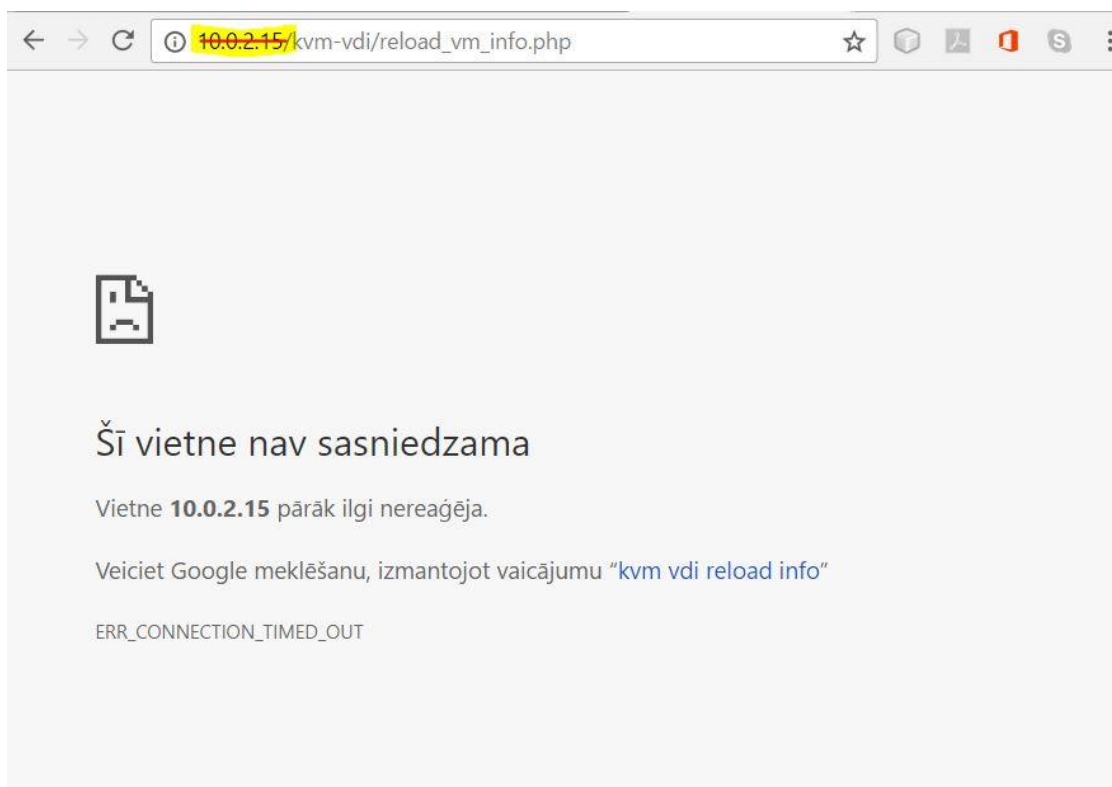 10.0.2.15/kvm-vdi/reload_vm_info.php
Šī vietne nav sasniedzama
Vietne 10.0.2.15 pārāk ilgi nereaģēja.
Veiciet Google meklēšanu, izmantojot vaicājumu “kvm vdi reload info”
ERR_CONNECTION_TIMED_OUT